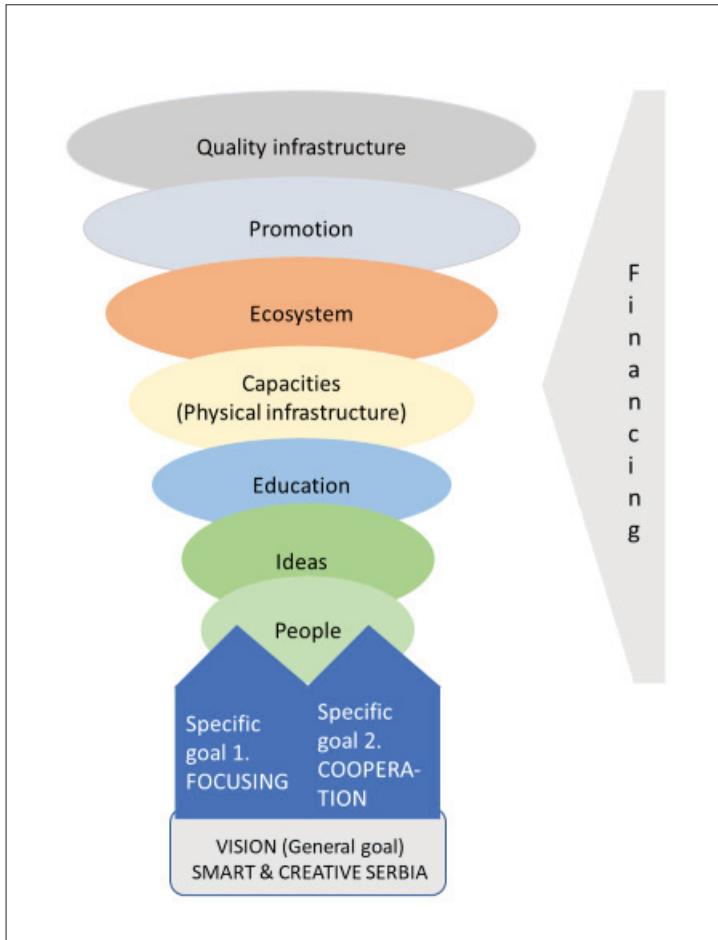 Quality infrastructure
Promotion
Ecosystem
Capacities
(Physical infrastructure)
Education
Ideas
People
Specific
goal 1.
FOCUSING
Specific
goal 2.
COOPERA-
TION
VISION (General goal)
SMART & CREATIVE SERBIA
Financing